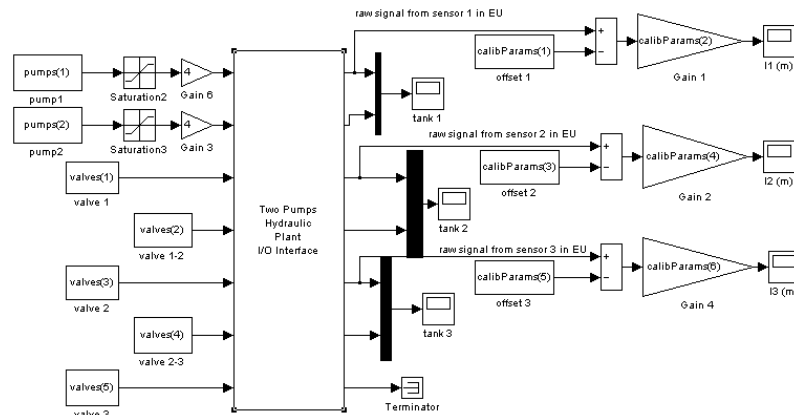 raw signal from sensor 1 in EU
pumps(1)
pump1
Saturation2
4
Gain 6
pumps(2)
pump2
Saturation3
4
Gain 3
valves(1)
valve 1
valves(2)
valve 1-2
valves(3)
valve 2
valves(4)
valve 2-3
valves(5)
valve 3
Two Pumps
Hydraulic
Plant
I/O Interface
tank 1
calibParams(1)
offset 1
+
−
calibParams(2)
Gain 1
l1 (m)
raw signal from sensor 2 in EU
tank 2
calibParams(3)
offset 2
+
−
calibParams(4)
Gain 2
l2 (m)
raw signal from sensor 3 in EU
tank 3
calibParams(5)
offset 3
+
−
calibParams(6)
Gain 4
l3 (m
Terminator